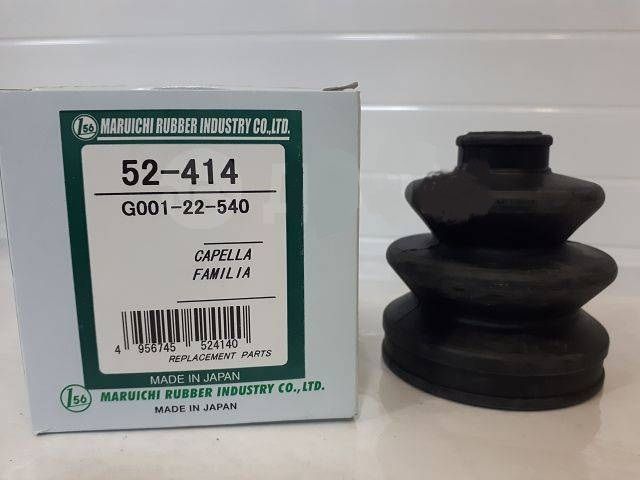 156 MARUICHI RUBBER INDUSTRY CO.,LTD.
52-414
G001-22-540
CAPELLA
FAMILIA
4 956745 524140
REPLACEMENT PARTS
MADE IN JAPAN
156 MARUICHI RUBBER INDUSTRY CO.,LTD.
MADE IN JAPAN